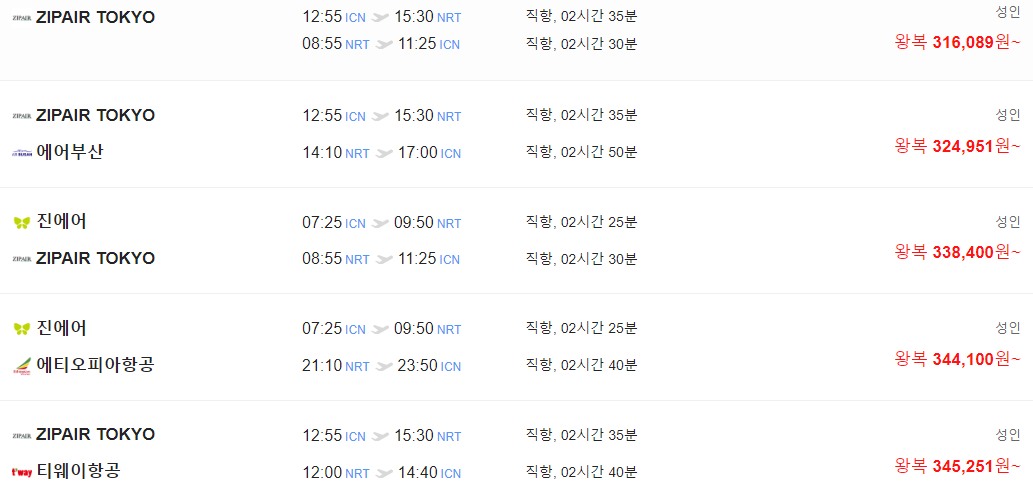 ZIPAIR ZIPAIR TOKYO 12:55 ICN 15:30 NRT 직항, 02시간 35분 성인
08:55 NRT 11:25 ICN 직항, 02시간 30분 왕복 316,089원~
ZIPAIR ZIPAIR TOKYO 12:55 ICN 15:30 NRT 직항, 02시간 35분 성인
에어부산 14:10 NRT 17:00 ICN 직항, 02시간 50분 왕복 324,951원~
진에어 07:25 ICN 09:50 NRT 직항, 02시간 25분 성인
ZIPAIR ZIPAIR TOKYO 08:55 NRT 11:25 ICN 직항, 02시간 30분 왕복 338,400원~
진에어 07:25 ICN 09:50 NRT 직항, 02시간 25분 성인
에티오피아항공 21:10 NRT 23:50 ICN 직항, 02시간 40분 왕복 344,100원~
ZIPAIR ZIPAIR TOKYO 12:55 ICN 15:30 NRT 직항, 02시간 35분 성인
t'way 티웨이항공 12:00 NRT 14:40 ICN 직항, 02시간 40분 왕복 345,251원~